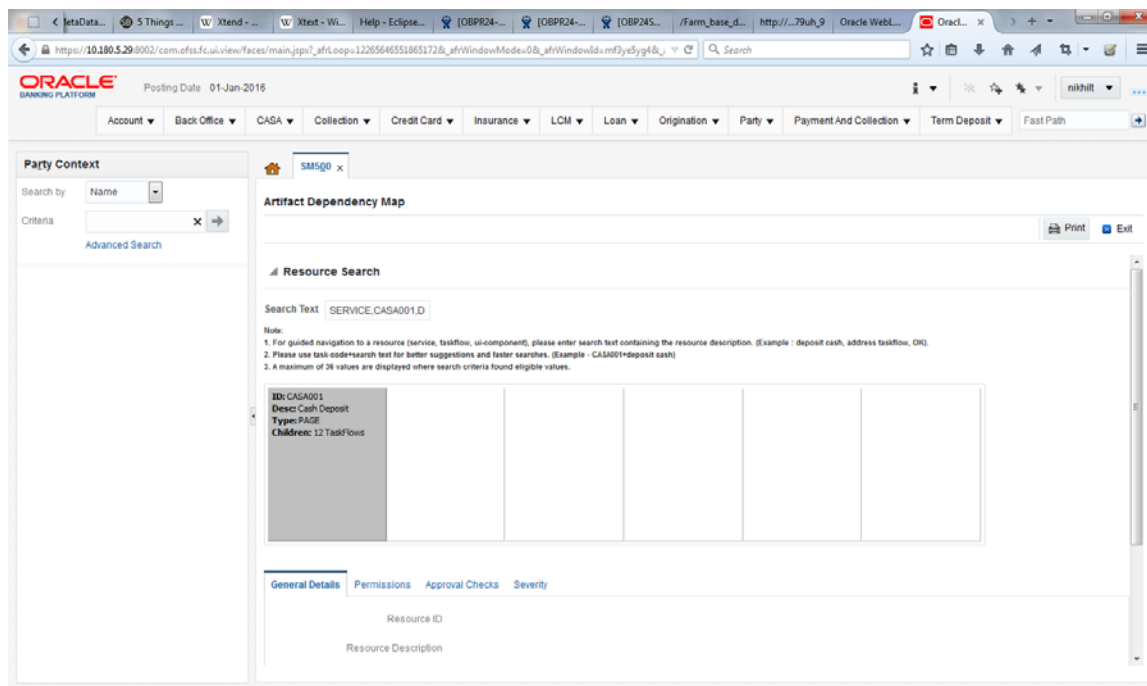 < JetaData... 5 Things ... Xtend - ... Xtext - Wi... Help - Eclipse... [OBPR24-... [OBPR24-... [OBP245... /Farm_base_d... http://...79uh_9 Oracle WebL... Oracl... x
https://10.180.5.29:8002/com.ofss.fc.ui.view/faces/main.jspx?_afrLoop=12265646551865172&_afrWindowMode=0&_afrWindowId=mf3ye5yg4&_ Search
ORACLE
BANKING PLATFORM
Posting Date 01-Jan-2016
nikhilt
Account Back Office CASA Collection Credit Card Insurance LCM Loan Origination Party Payment And Collection Term Deposit Fast Path
Party Context
Search by Name
Criteria
Advanced Search
SM500 x
Artifact Dependency Map
Print Exit
Resource Search
Search Text SERVICE,CASA001,D
Note:
1. For guided navigation to a resource (service, taskflow, ui-component), please enter search text containing the resource description. (Example : deposit cash, address taskflow, OK).
2. Please use task-code+search text for better suggestions and faster searches. (Example - CASA001+deposit cash)
3. A maximum of 36 values are displayed where search criteria found eligible values.
ID: CASA001
Desc: Cash Deposit
Type: PAGE
Children: 12 TaskFlows
General Details Permissions Approval Checks Severity
Resource ID
Resource Description